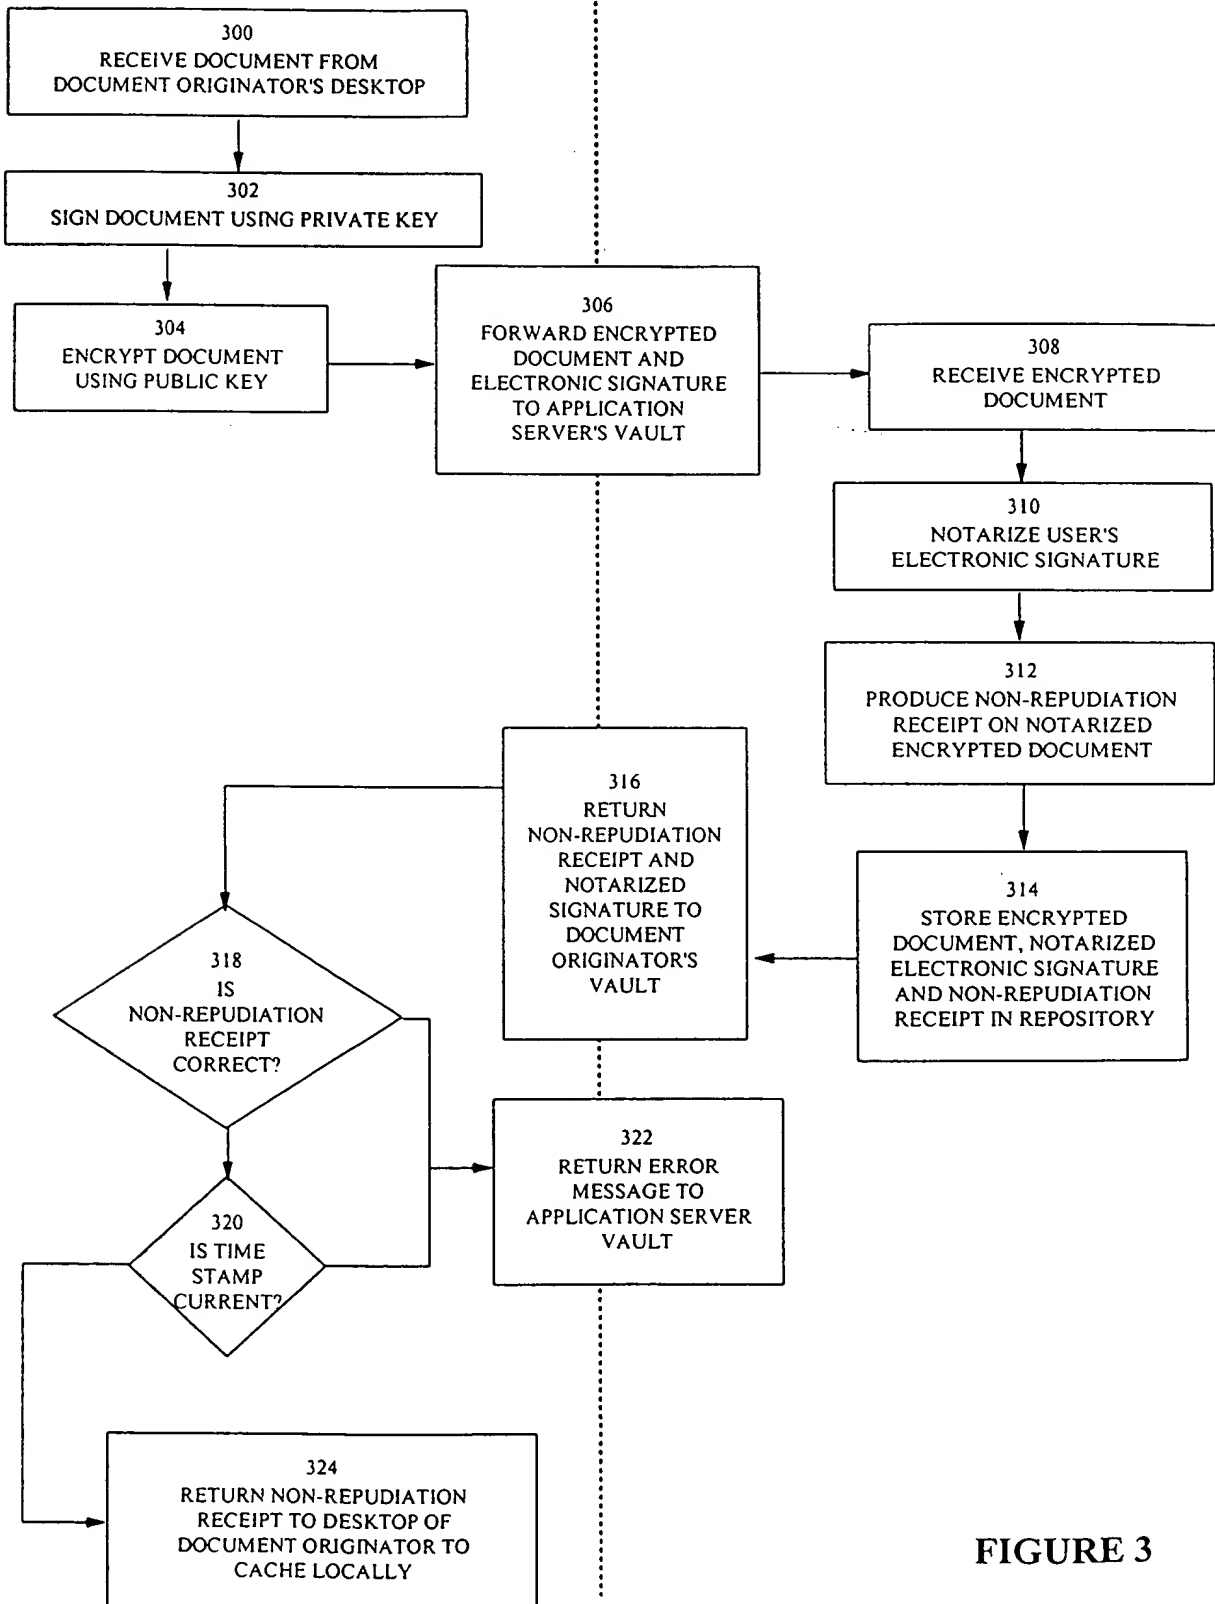 300
RECEIVE DOCUMENT FROM
DOCUMENT ORIGINATOR'S DESKTOP
302
SIGN DOCUMENT USING PRIVATE KEY
304
ENCRYPT DOCUMENT
USING PUBLIC KEY
306
FORWARD ENCRYPTED
DOCUMENT AND
ELECTRONIC SIGNATURE
TO APPLICATION
SERVER'S VAULT
308
RECEIVE ENCRYPTED
DOCUMENT
310
NOTARIZE USER'S
ELECTRONIC SIGNATURE
312
PRODUCE NON-REPUDIATION
RECEIPT ON NOTARIZED
ENCRYPTED DOCUMENT
314
STORE ENCRYPTED
DOCUMENT, NOTARIZED
ELECTRONIC SIGNATURE
AND NON-REPUDIATION
RECEIPT IN REPOSITORY
316
RETURN
NON-REPUDIATION
RECEIPT AND
NOTARIZED
SIGNATURE TO
DOCUMENT
ORIGINATOR'S
VAULT
318
IS
NON-REPUDIATION
RECEIPT
CORRECT?
320
IS TIME
STAMP
CURRENT?
322
RETURN ERROR
MESSAGE TO
APPLICATION SERVER
VAULT
324
RETURN NON-REPUDIATION
RECEIPT TO DESKTOP OF
DOCUMENT ORIGINATOR TO
CACHE LOCALLY
FIGURE 3